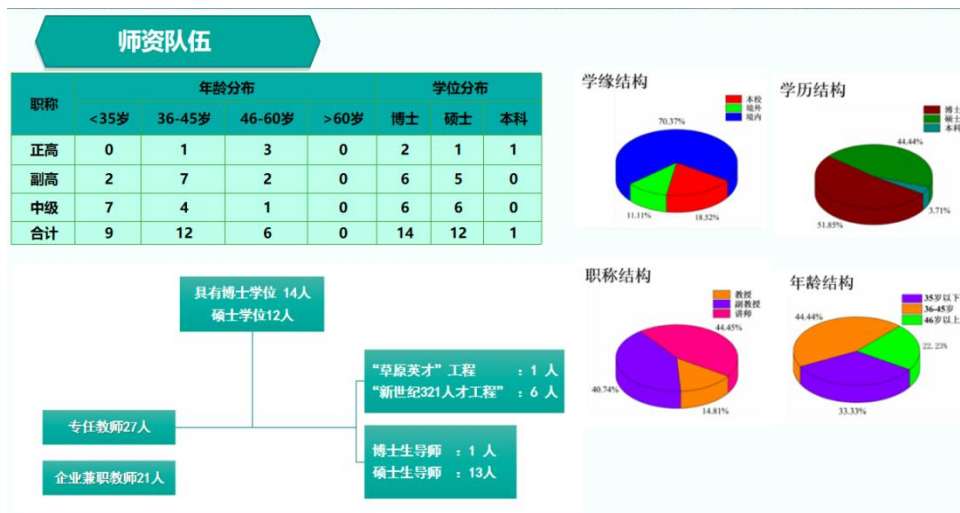 师资队伍
职称 年龄分布 学位分布
<35岁 36-45岁 46-60岁 >60岁 博士 硕士 本科
正高 0 1 3 0 2 1 1
副高 2 7 2 0 6 5 0
中级 7 4 1 0 6 6 0
合计 9 12 6 0 14 12 1
具有博士学位 14人
硕士学位12人
“草原英才”工程 : 1 人
“新世纪321人才工程” : 6 人
专任教师27人
博士生导师 : 1 人
硕士生导师 : 13人
企业兼职教师21人
学缘结构
本校
境外
境内
70.37%
11.11%
18.52%
学历结构
博士
硕士
本科
44.44%
3.71%
51.85%
职称结构
教授
副教授
讲师
44.45%
40.74%
14.81%
年龄结构
35岁以下
36-45岁
46岁以上
44.44%
22.23%
33.33%